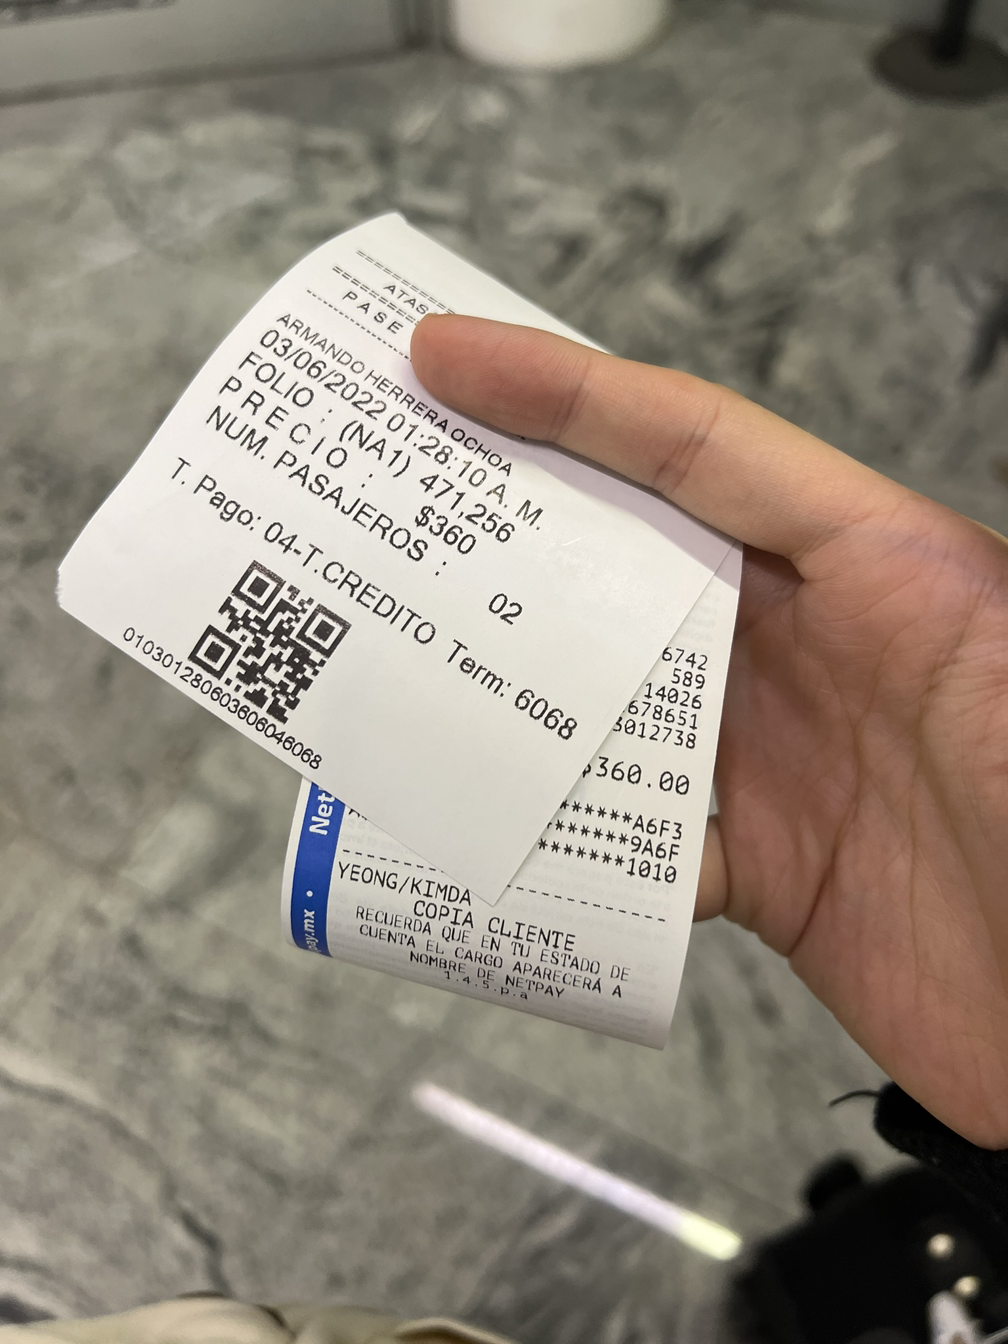 PASE
ARMANDO HERRERA OCHOA
03/06/2022 01:28:10 A. M.
FOLIO : (NA1) 471,256
PRECIO : $360
NUM. PASAJEROS : 02
T. Pago: 04-T.CREDITO Term: 6068
010301280603606046068
6742
589
14026
678651
3012738
$360.00
******A6F3
*******9A6F
********1010
YEONG/KIMDA
COPIA CLIENTE
RECUERDA QUE EN TU ESTADO DE
CUENTA EL CARGO APARECERÁ A
NOMBRE DE NETPAY
1.4.5.p.a